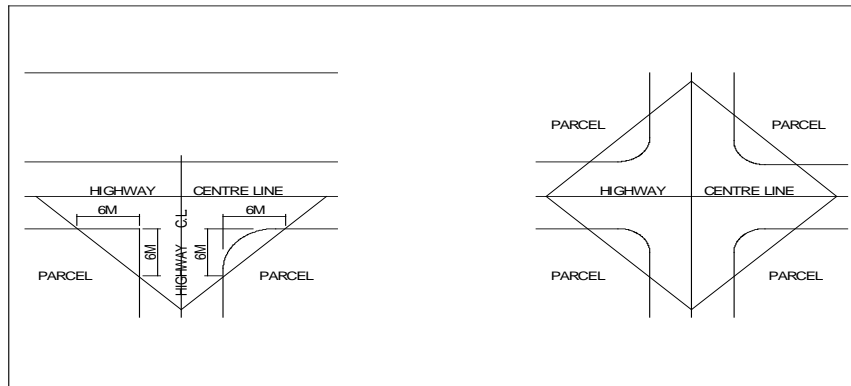 PARCEL PARCEL
HIGHWAY CENTRE LINE HIGHWAY CENTRE LINE
6M 6M
HIGHWAY C.L
6M 6M
PARCEL PARCEL PARCEL PARCEL